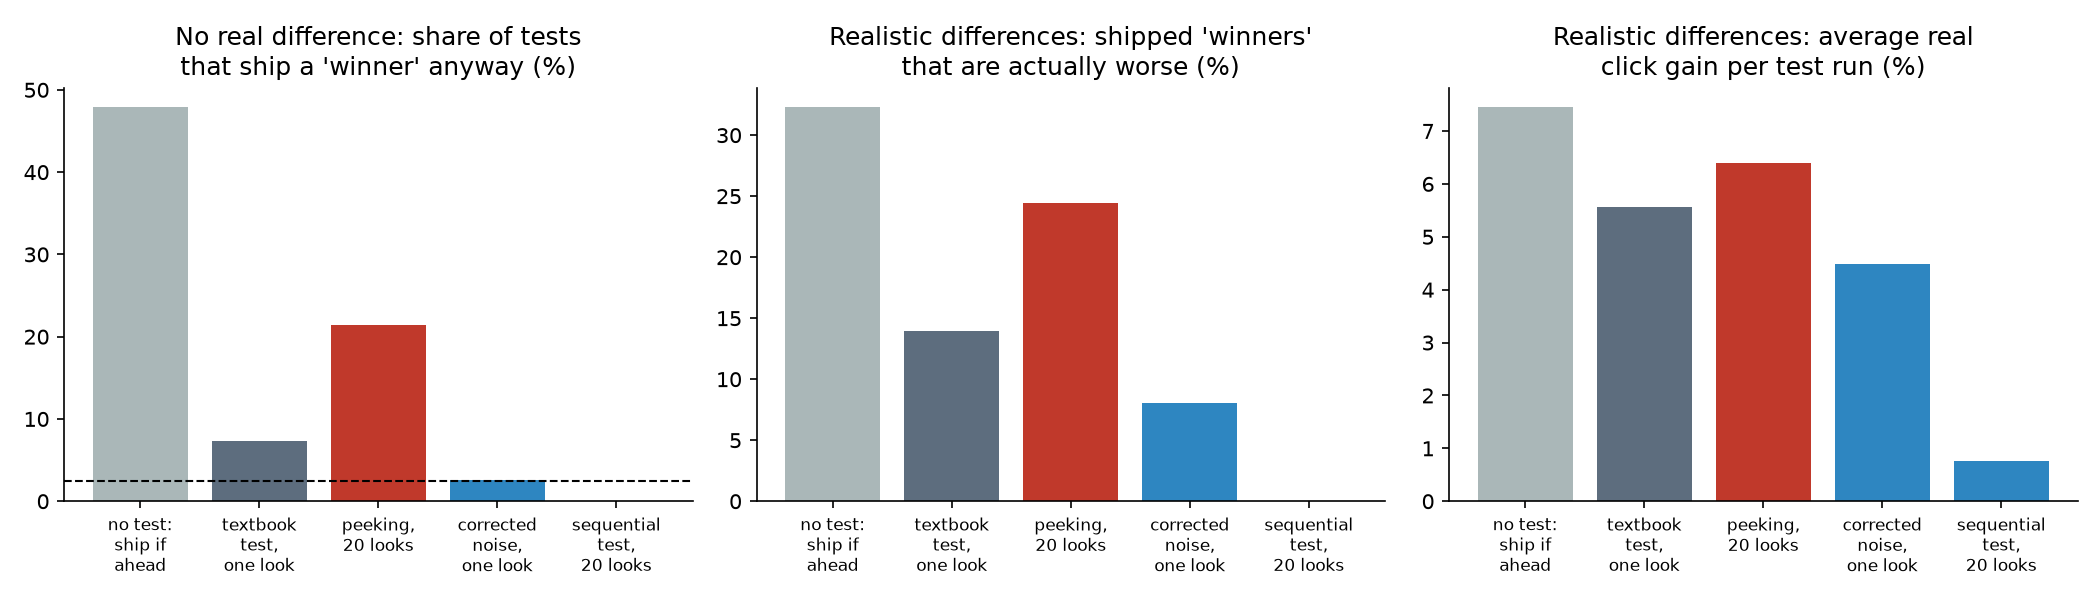 No real difference: share of tests
that ship a 'winner' anyway (%)
50
40
30
20
10
0
no test:
ship if
ahead
textbook
test,
one look
peeking,
20 looks
corrected
noise,
one look
sequential
test,
20 looks
Realistic differences: shipped 'winners'
that are actually worse (%)
30
25
20
15
10
5
0
no test:
ship if
ahead
textbook
test,
one look
peeking,
20 looks
corrected
noise,
one look
sequential
test,
20 looks
Realistic differences: average real
click gain per test run (%)
7
6
5
4
3
2
1
0
no test:
ship if
ahead
textbook
test,
one look
peeking,
20 looks
corrected
noise,
one look
sequential
test,
20 looks